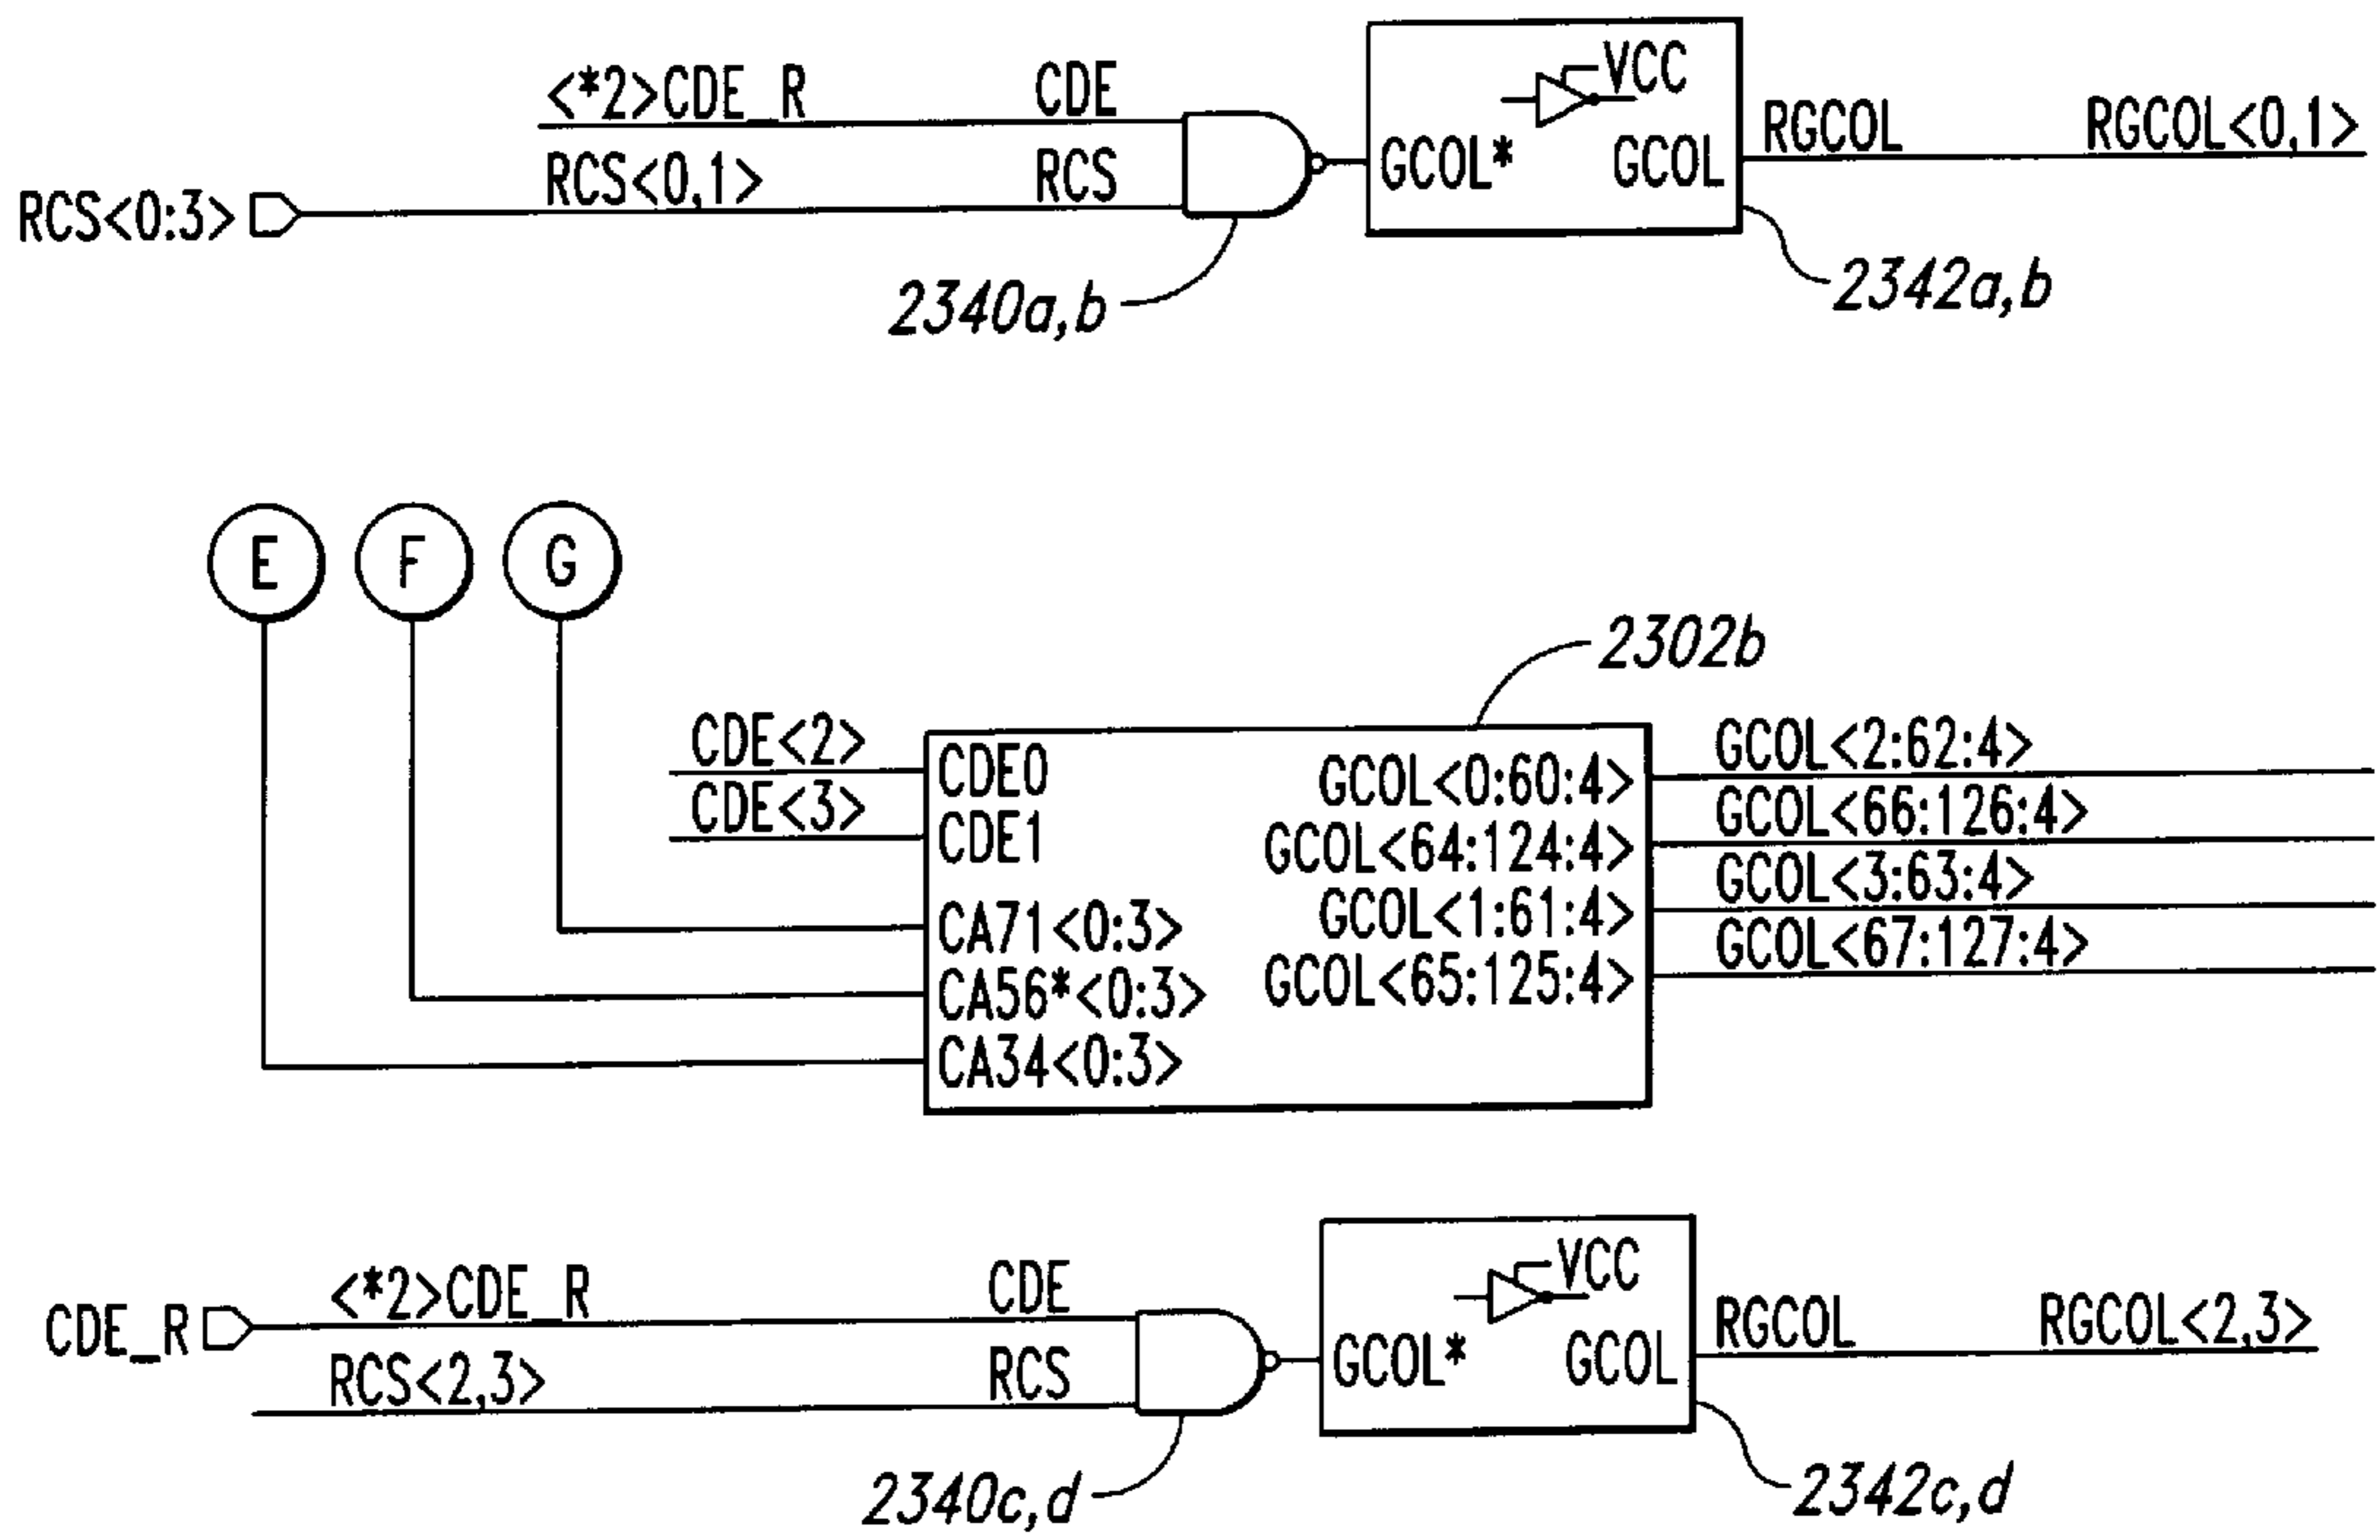 <*2>CDE_R CDE
RCS<0,1> RCS
RCS<0:3>
VCC
GCOL* GCOL
RGCOL RGCOL<0,1>
2340a,b
2342a,b
E F G
2302b
CDE<2>
CDE<3>
CDE0
CDE1
CA71<0:3>
CA56*<0:3>
CA34<0:3>
GCOL<0:60:4>
GCOL<64:124:4>
GCOL<1:61:4>
GCOL<65:125:4>
GCOL<2:62:4>
GCOL<66:126:4>
GCOL<3:63:4>
GCOL<67:127:4>
CDE_R
<*2>CDE_R CDE
RCS<2,3> RCS
VCC
GCOL* GCOL
RGCOL RGCOL<2,3>
2340c,d
2342c,d